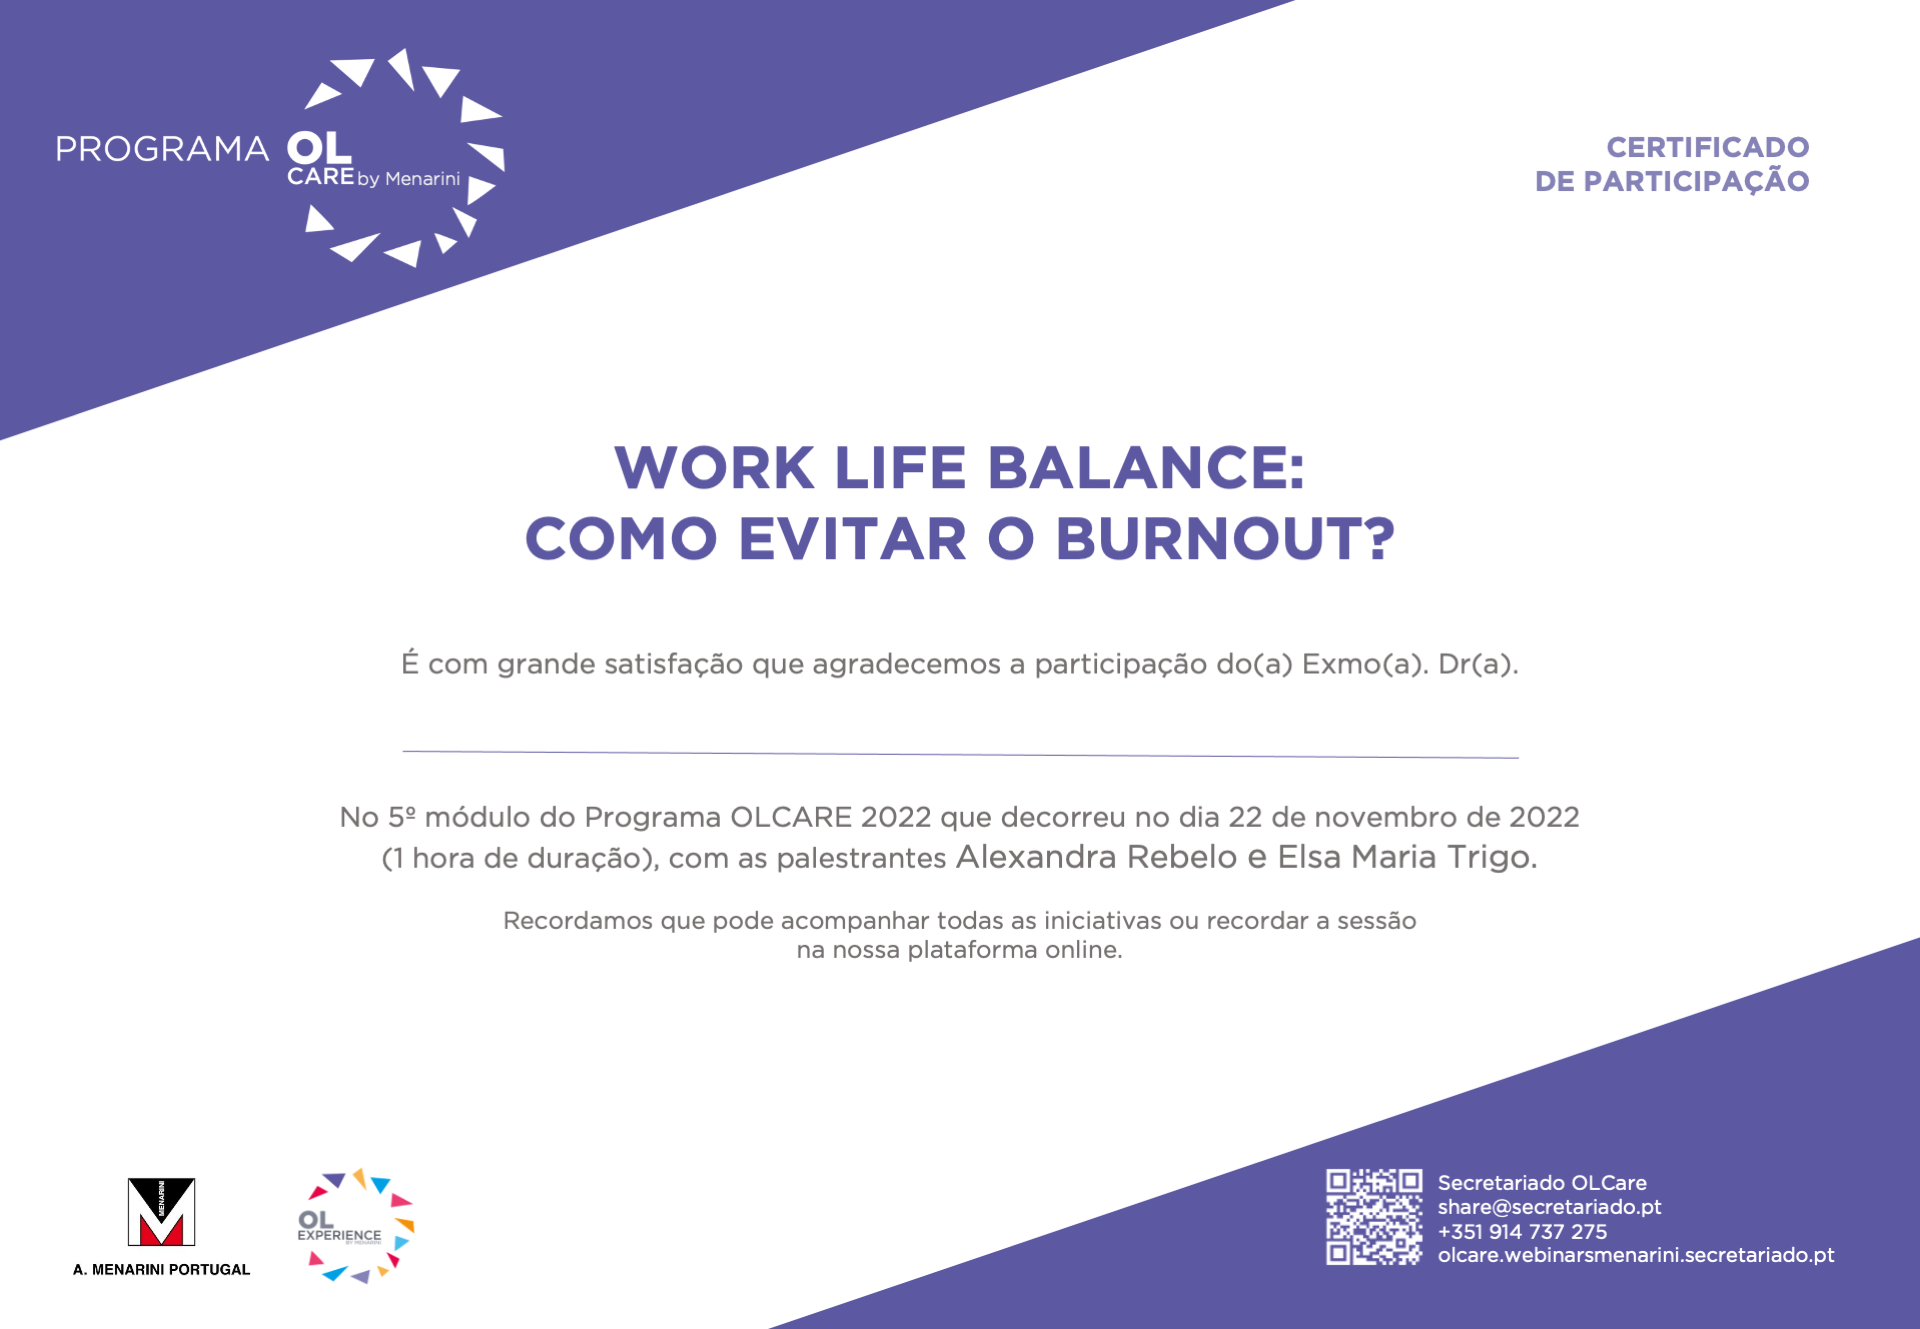 PROGRAMA OL
CARE by Menarini
CERTIFICADO
DE PARTICIPAÇÃO
WORK LIFE BALANCE:
COMO EVITAR O BURNOUT?
É com grande satisfação que agradecemos a participação do(a) Exmo(a). Dr(a).
No 5º módulo do Programa OLCARE 2022 que decorreu no dia 22 de novembro de 2022
(1 hora de duração), com as palestrantes Alexandra Rebelo e Elsa Maria Trigo.
Recordamos que pode acompanhar todas as iniciativas ou recordar a sessão
na nossa plataforma online.
MENARINI
A. MENARINI PORTUGAL
OL
EXPERIENCE
BY MENARINI
Secretariado OLCare
share@secretariado.pt
+351 914 737 275
olcare.webinarsmenarini.secretariado.pt